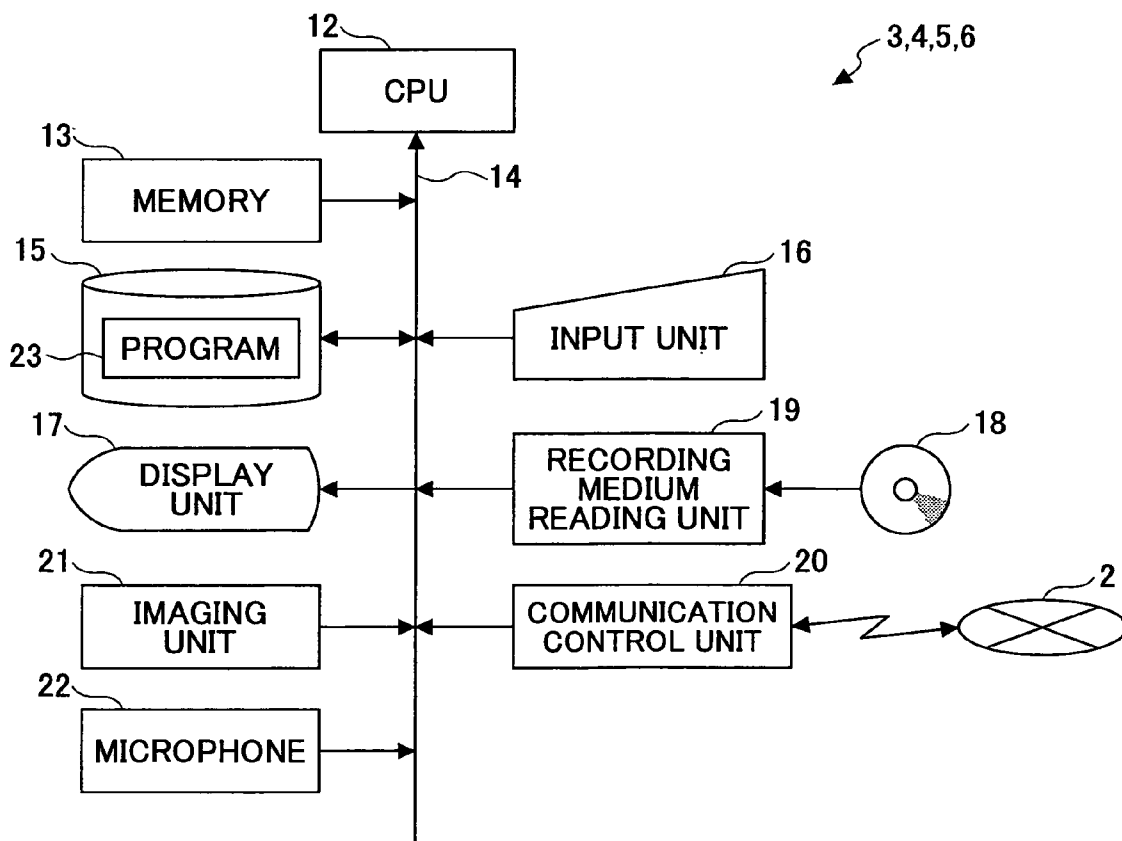 12
3,4,5,6
CPU
13
14
MEMORY
15
16
PROGRAM
INPUT UNIT
23
17
19
18
DISPLAY
UNIT
RECORDING
MEDIUM
READING UNIT
21
20
2
IMAGING
UNIT
COMMUNICATION
CONTROL UNIT
22
MICROPHONE